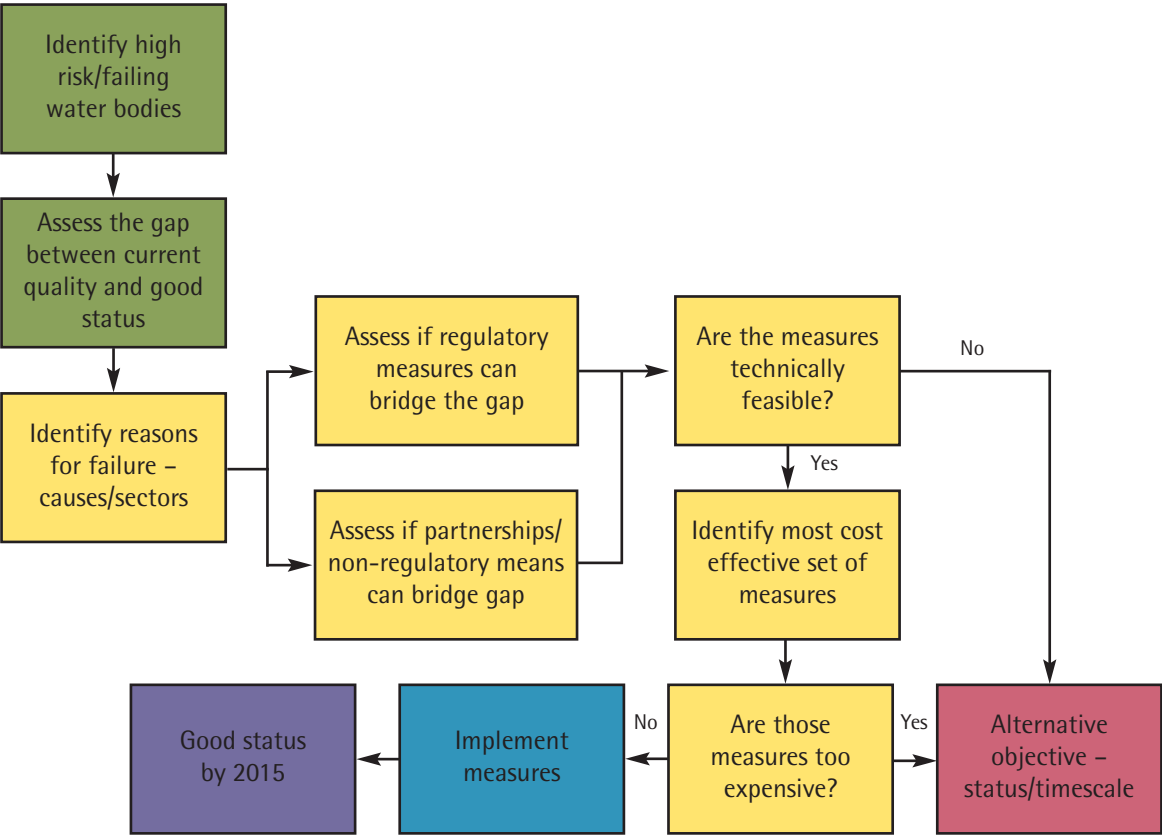 Identify high
risk/failing
water bodies
Assess the gap
between current
quality and good
status
Identify reasons
for failure –
causes/sectors
Assess if regulatory
measures can
bridge the gap
Assess if partnerships/
non-regulatory means
can bridge gap
Are the measures
technically
feasible?
No
Yes
Identify most cost
effective set of
measures
Are those
measures too
expensive?
No
Yes
Implement
measures
Good status
by 2015
Alternative
objective –
status/timescale